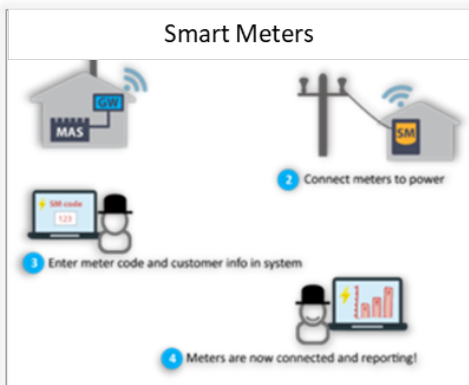 Smart Meters
GW
MAS
SM
2 Connect meters to power
SM code
123
3 Enter meter code and customer info in system
4 Meters are now connected and reporting!